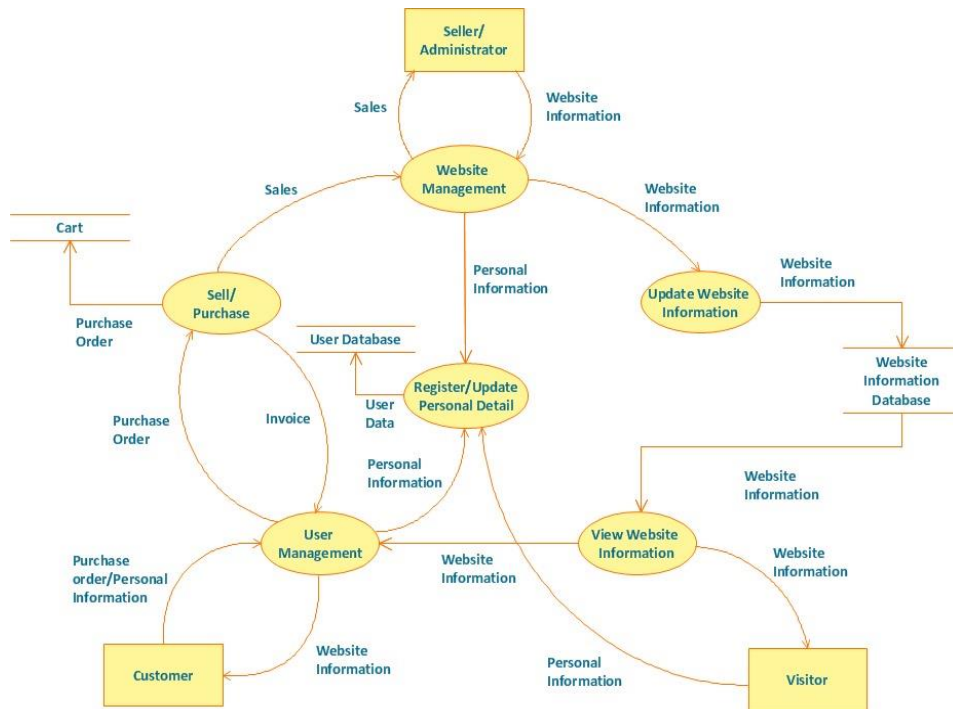 Seller/
Administrator
Sales
Website
Information
Website
Management
Sales
Website
Information
Cart
Personal
Information
Website
Information
Sell/
Purchase
Update Website
Information
Purchase
Order
User Database
Website
Information
Database
Register/Update
Personal Detail
User
Data
Purchase
Order
Invoice
Personal
Information
Website
Information
User
Management
View Website
Information
Purchase
order/Personal
Information
Website
Information
Website
Information
Website
Information
Personal
Information
Customer
Visitor